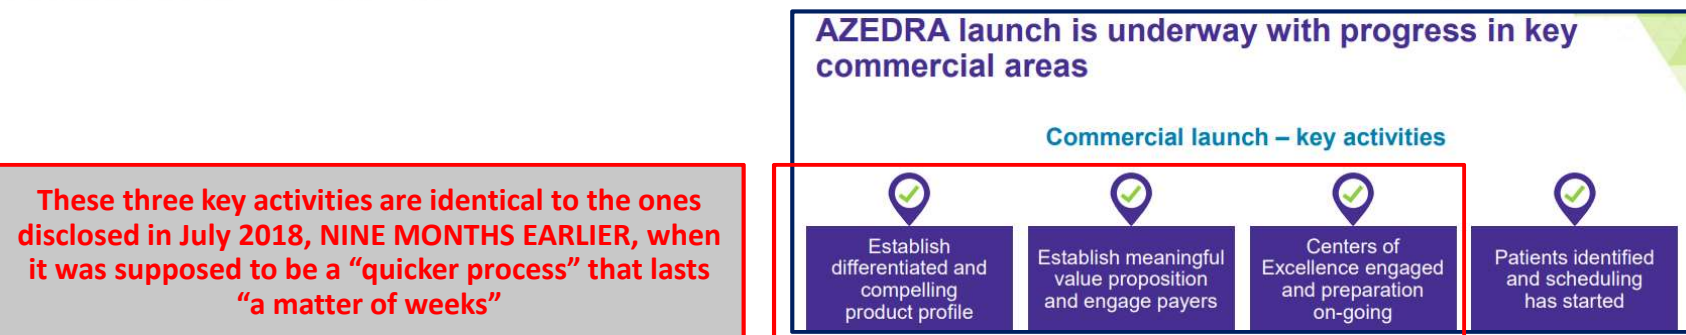 These three key activities are identical to the ones
disclosed in July 2018, NINE MONTHS EARLIER, when
it was supposed to be a “quicker process” that lasts
“a matter of weeks”
AZEDRA launch is underway with progress in key
commercial areas
Commercial launch – key activities
Establish
differentiated and
compelling
product profile
Establish meaningful
value proposition
and engage payers
Centers of
Excellence engaged
and preparation
on-going
Patients identified
and scheduling
has started